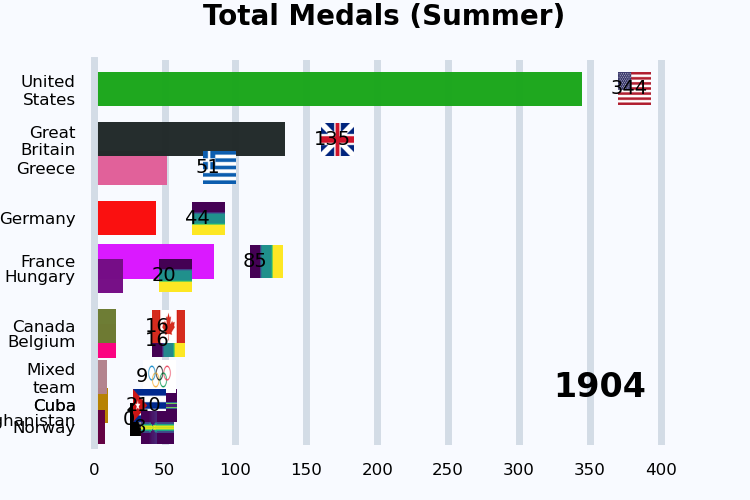 Total Medals (Summer)
United
States
344
Great
Britain
135
Greece
51
Germany
44
France
85
Hungary
20
Canada
16
Belgium
16
Mixed
team
9
1904
Cuba
Norway
0 50 100 150 200 250 300 350 400